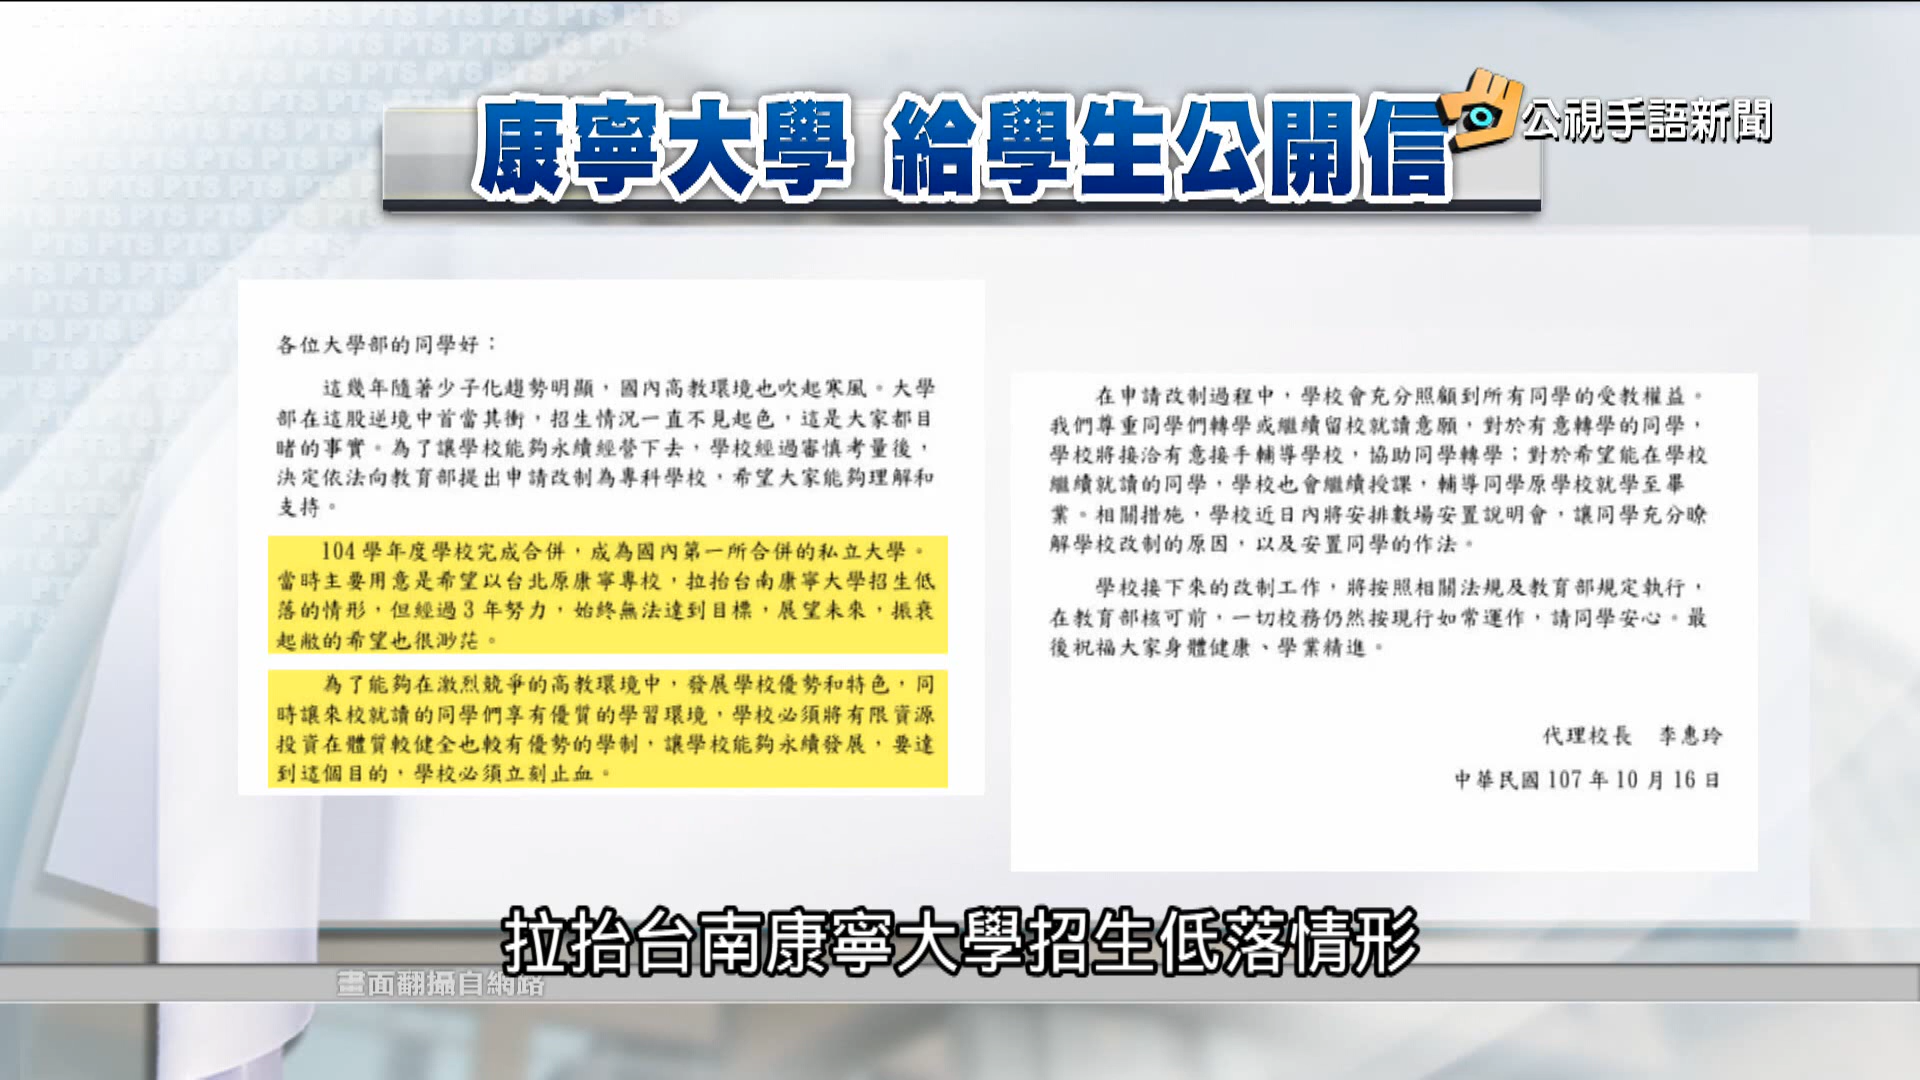 康寧大學 給學生公開信
公視手語新聞
各位大學部的同學好：
這幾年隨著少子化趨勢明顯，國內高教環境也吹起寒風。大學
部在這股逆境中首當其衝，招生情況一直不見起色，這是大家都目
睹的事實。為了讓學校能夠永續經營下去，學校經過審慎考量後，
決定依法向教育部提出申請改制為專科學校，希望大家能夠理解和
支持。
104 學年度學校完成合併，成為國內第一所合併的私立大學。
當時主要用意是希望以台北原康寧專校，拉抬台南康寧大學招生低
落的情形，但經過 3 年努力，始終無法達到目標，展望未來，振衰
起敝的希望也很渺茫。
為了能夠在激烈競爭的高教環境中，發展學校優勢和特色，同
時讓來校就讀的同學們享有優質的學習環境，學校必須將有限資源
投資在體質較健全也較有優勢的學制，讓學校能夠永續發展，要達
到這個目的，學校必須立刻止血。
在申請改制過程中，學校會充分照顧到所有同學的受教權益。
我們尊重同學們轉學或繼續留校就讀意願，對於有意轉學的同學，
學校將接洽有意接手輔導學校，協助同學轉學；對於希望能在學校
繼續就讀的同學，學校也會繼續授課，輔導同學原學校就學至畢
業。相關措施，學校近日內將安排數場安置說明會，讓同學充分瞭
解學校改制的原因，以及安置同學的作法。
學校接下來的改制工作，將按照相關法規及教育部規定執行，
在教育部核可前，一切校務仍然按現行如常運作，請同學安心。最
後祝福大家身體健康、學業精進。
代理校長 李惠玲
中華民國 107 年 10 月 16 日
拉抬台南康寧大學招生低落情形
畫面翻攝自網路